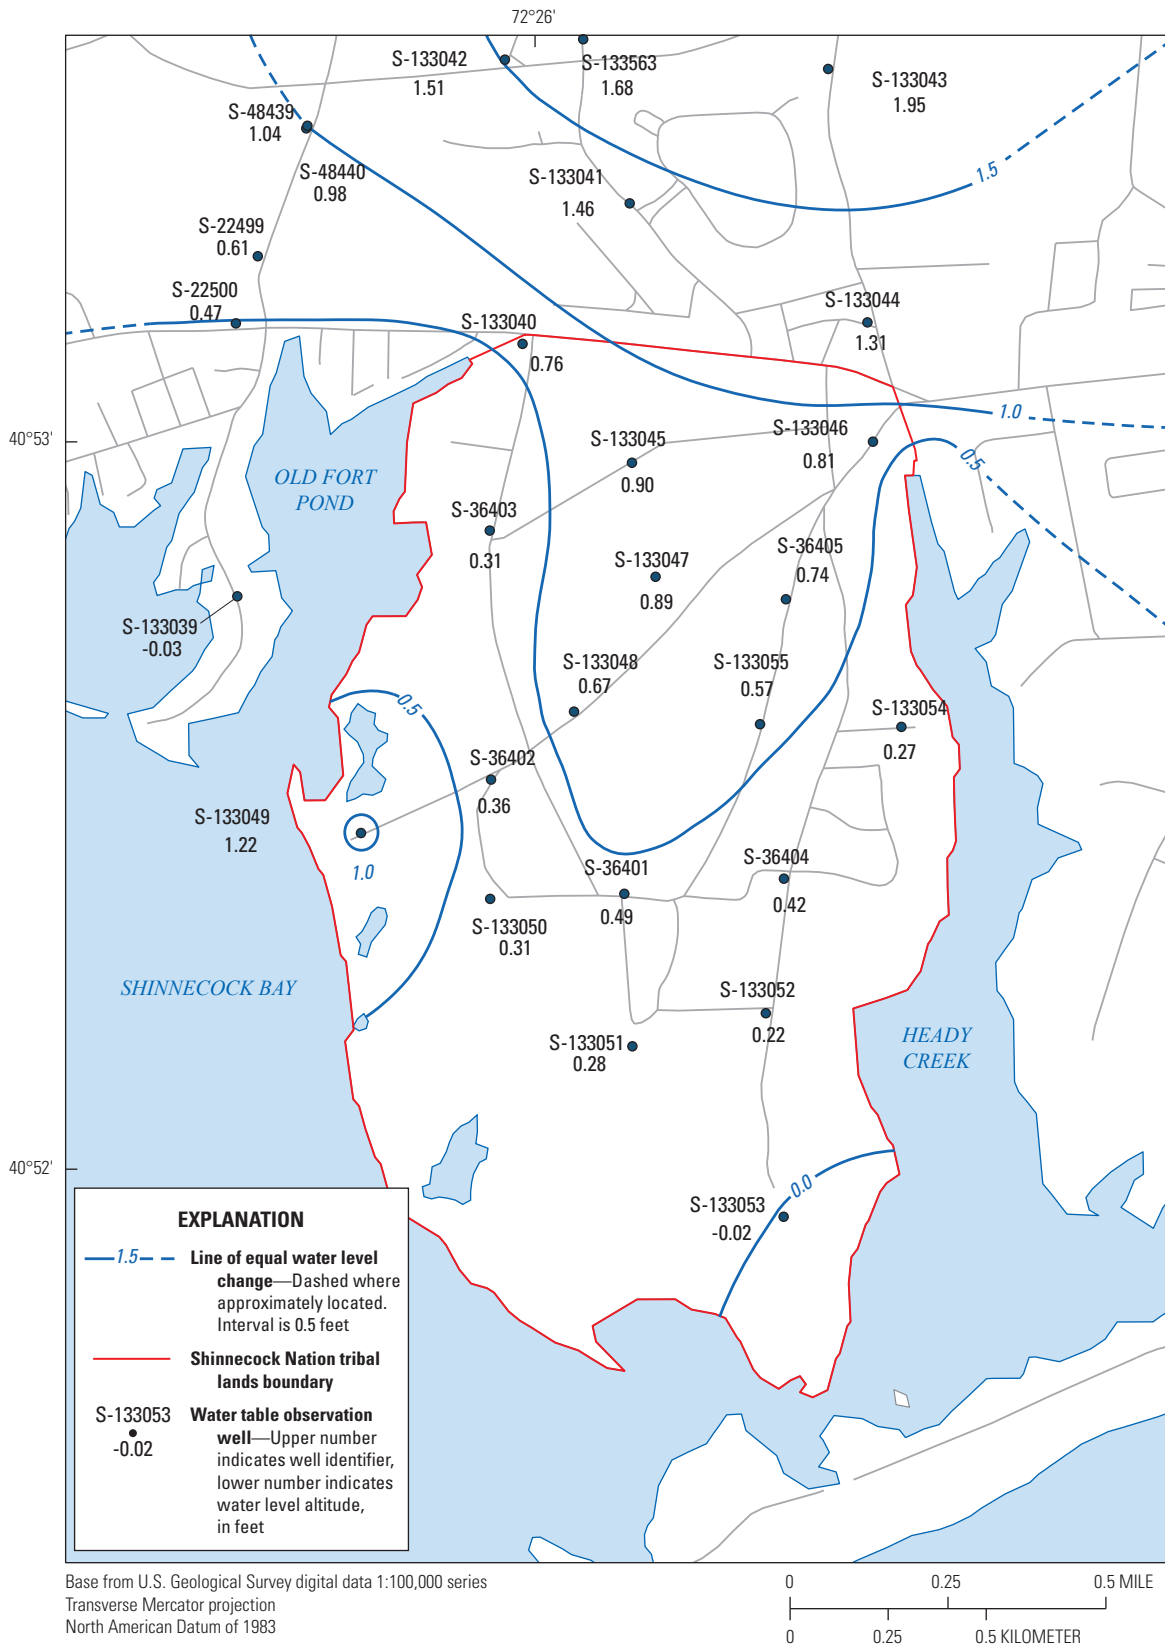 72°26'
S-133042
1.51
S-133563
1.68
S-133043
1.95
S-48439
1.04
S-48440
0.98
S-133041
1.46
1.5
S-22499
0.61
S-22500
0.47
S-133040
0.76
S-133044
1.31
1.0
40°53'
OLD FORT
POND
S-133045
0.90
S-133046
0.81
0.5
S-36403
0.31
S-133047
0.89
S-36405
0.74
S-133039
-0.03
S-133048
0.67
S-133055
0.57
0.5
S-133054
0.27
S-36402
0.36
S-133049
1.22
1.0
S-36401
0.49
S-36404
0.42
S-133050
0.31
SHINNECOCK BAY
S-133052
0.22
S-133051
0.28
HEADY
CREEK
40°52'
0.0
S-133053
-0.02
EXPLANATION
1.5
Line of equal water level
change—Dashed where
approximately located.
Interval is 0.5 feet
Shinnecock Nation tribal
lands boundary
S-133053
-0.02
Water table observation
well—Upper number
indicates well identifier,
lower number indicates
water level altitude,
in feet
Base from U.S. Geological Survey digital data 1:100,000 series
Transverse Mercator projection
North American Datum of 1983
0 0.25 0.5 MILE
0 0.25 0.5 KILOMETER